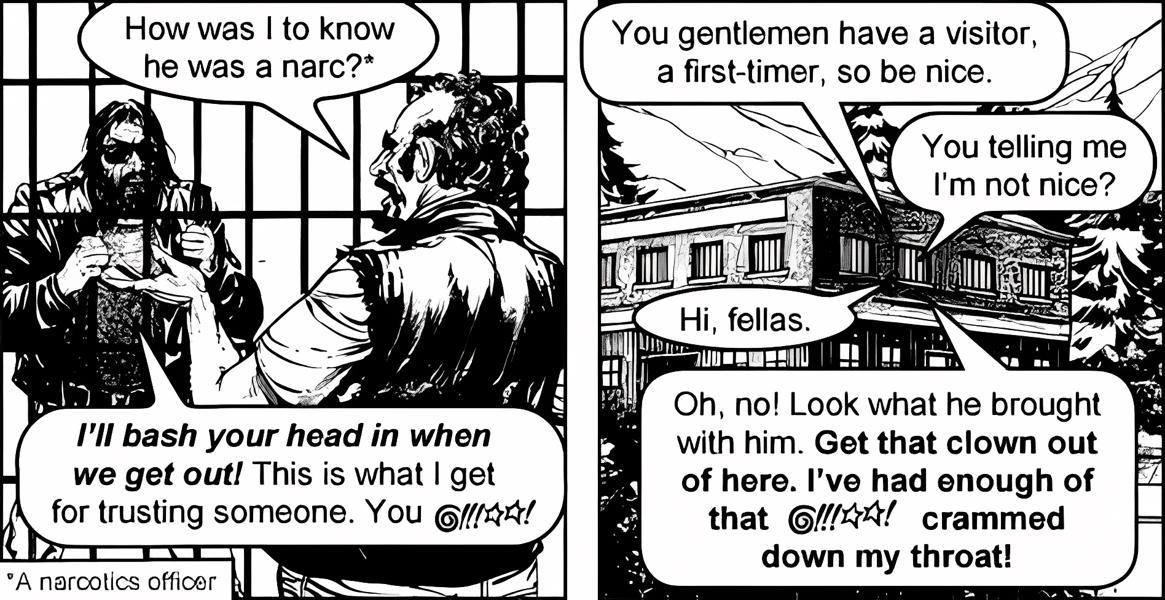 How was I to know
he was a narc?*
I'll bash your head in when
we get out! This is what I get
for trusting someone. You @!!!☆☆!
*A narcotics officer
You gentlemen have a visitor,
a first-timer, so be nice.
You telling me
I'm not nice?
Hi, fellas.
Oh, no! Look what he brought
with him. Get that clown out
of here. I've had enough of
that @!!!☆☆! crammed
down my throat!